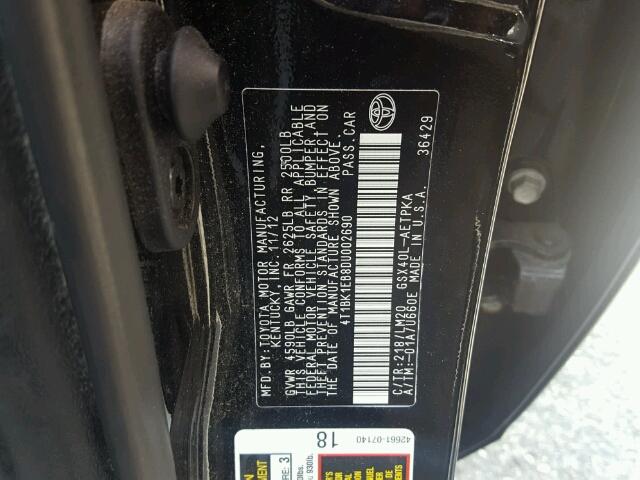 MFD.BY:TOYOTA MOTOR MANUFACTURING,
KENTUCKY,INC. 11/12
GVWR 4590LB GAWR FR 2625LB RR 2500LB
THIS VEHICLE CONFORMS TO ALL APPLICABLE
FEDERAL MOTOR VEHICLE SAFETY, BUMPER AND
THEFT PREVENTION STANDARDS IN EFFECT ON
THE DATE OF MANUFACTURE SHOWN ABOVE.
4T1BK1EB8DU002690 PASS.CAR
C/TR:218/LM20 GSX40L-AETPKA
A/TM:-01A/U660E MADE IN U.S.A. 36429
42661-07140
18